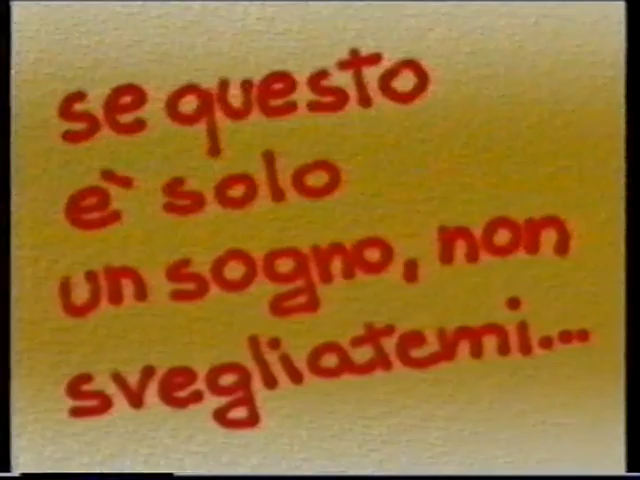 se questo
è solo
un sogno, non
svegliatemi...